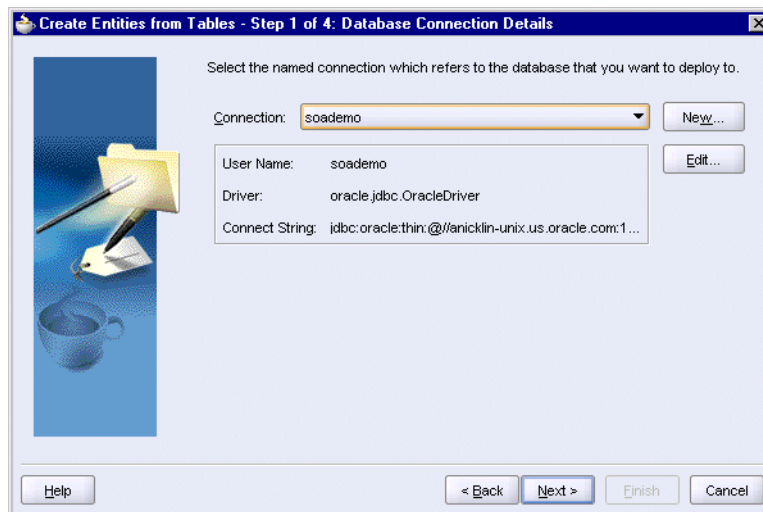 Create Entities from Tables - Step 1 of 4: Database Connection Details
Select the named connection which refers to the database that you want to deploy to.
Connection: soademo New...
User Name: soademo Edit...
Driver: oracle.jdbc.OracleDriver
Connect String: jdbc:oracle:thin:@//anicklin-unix.us.oracle.com:1...
Help < Back Next > Finish Cancel